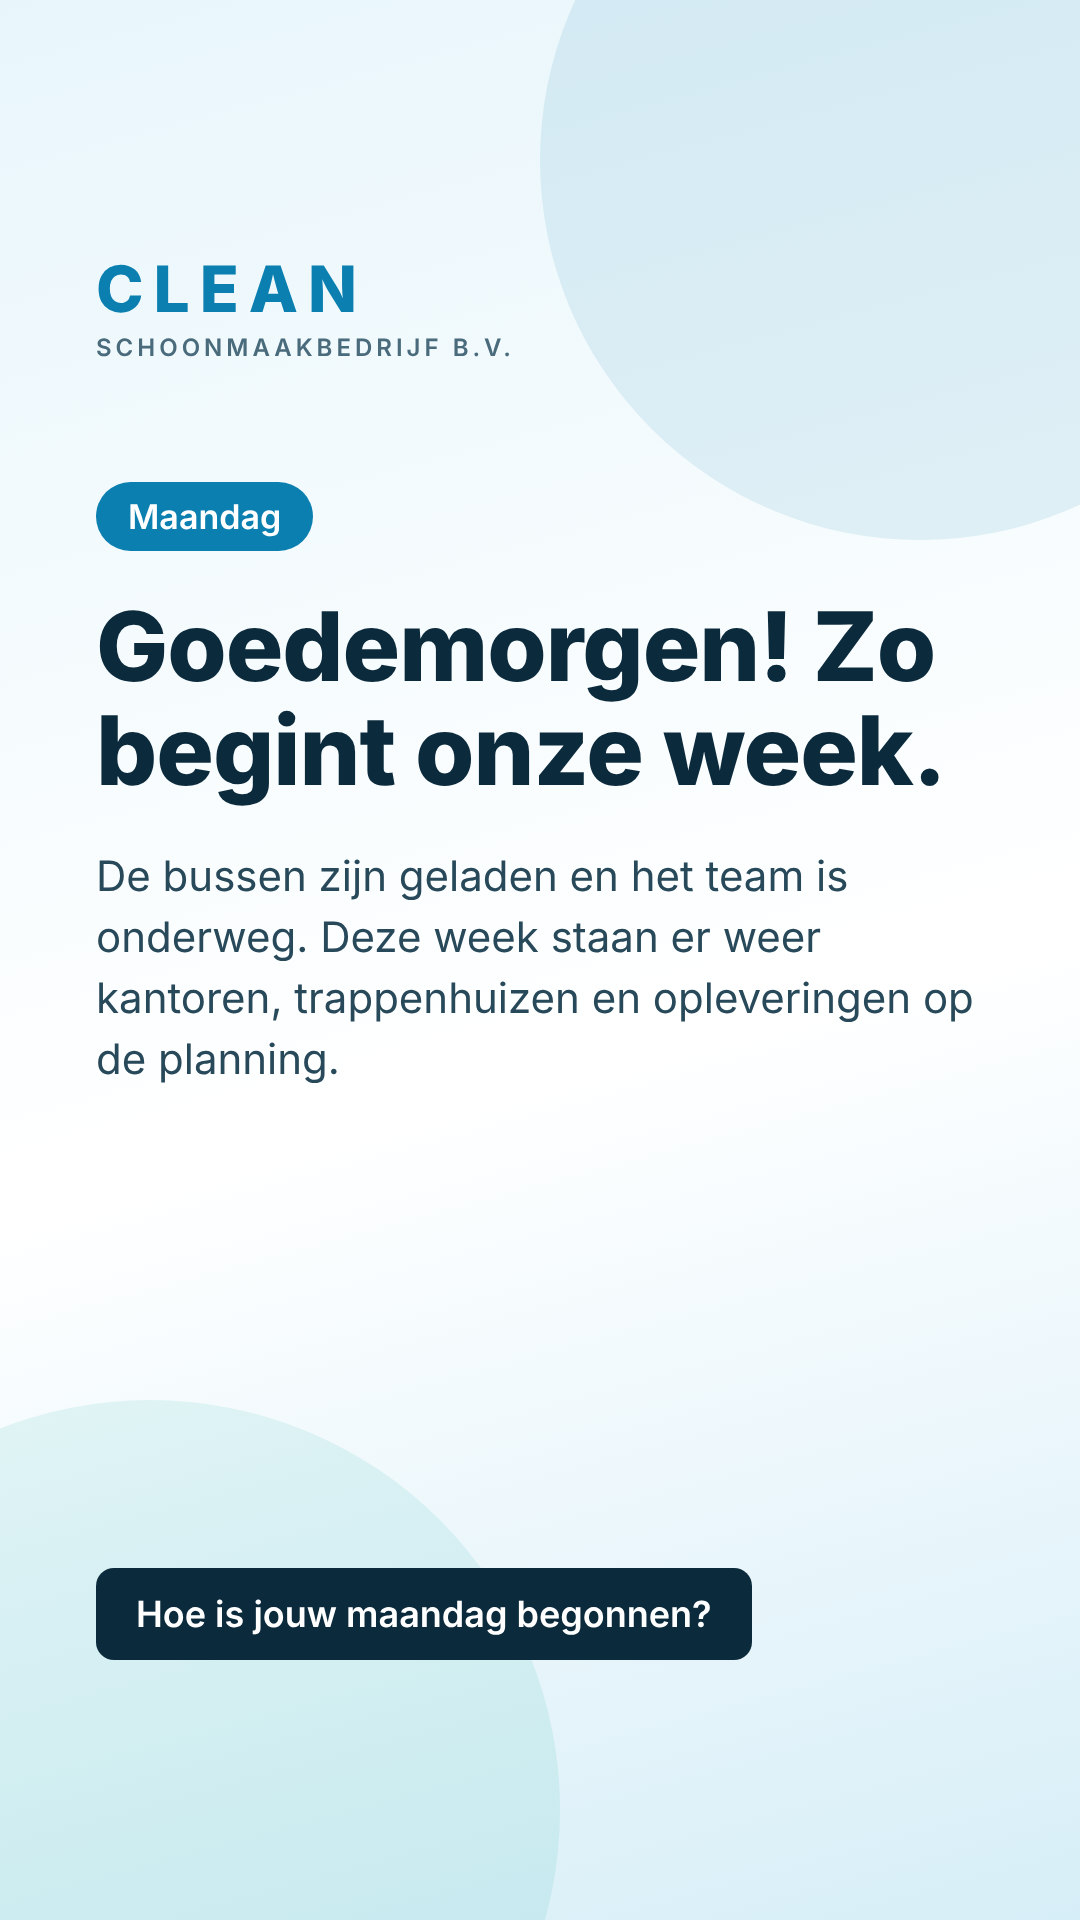 CLEAN
SCHOONMAAKBEDRIJF B.V.
Maandag
Goedemorgen! Zo
begint onze week.
De bussen zijn geladen en het team is
onderweg. Deze week staan er weer
kantoren, trappenhuizen en opleveringen op
de planning.
Hoe is jouw maandag begonnen?